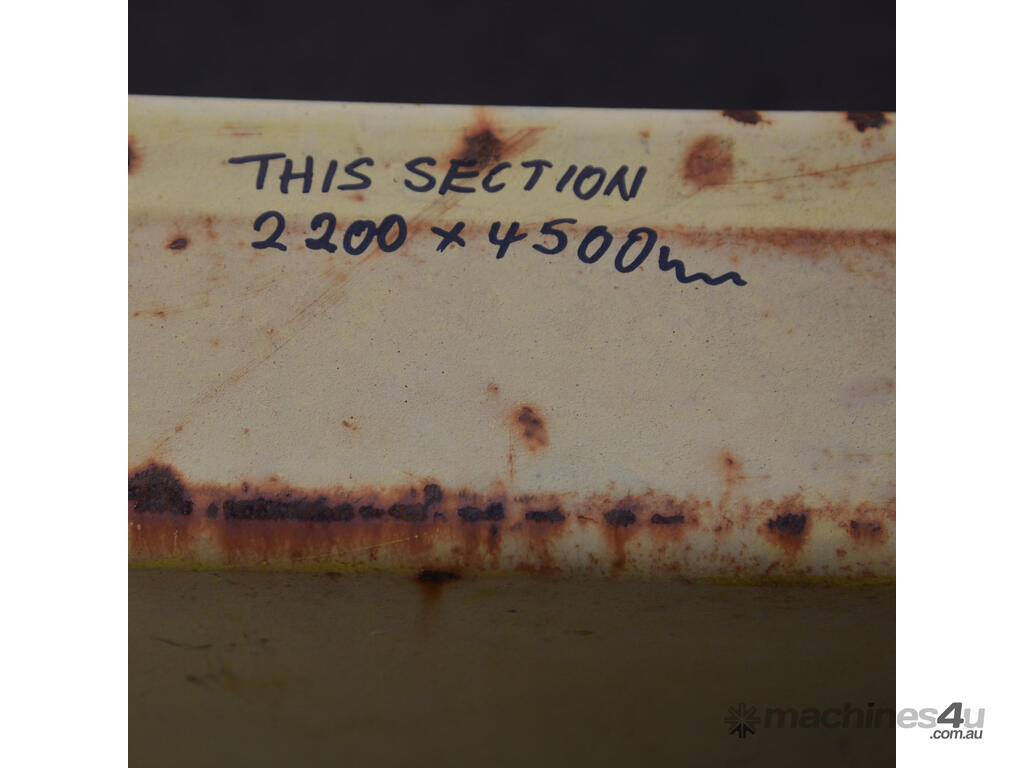 THIS SECTION
2200 x 4500mm
machines4u
.com.au